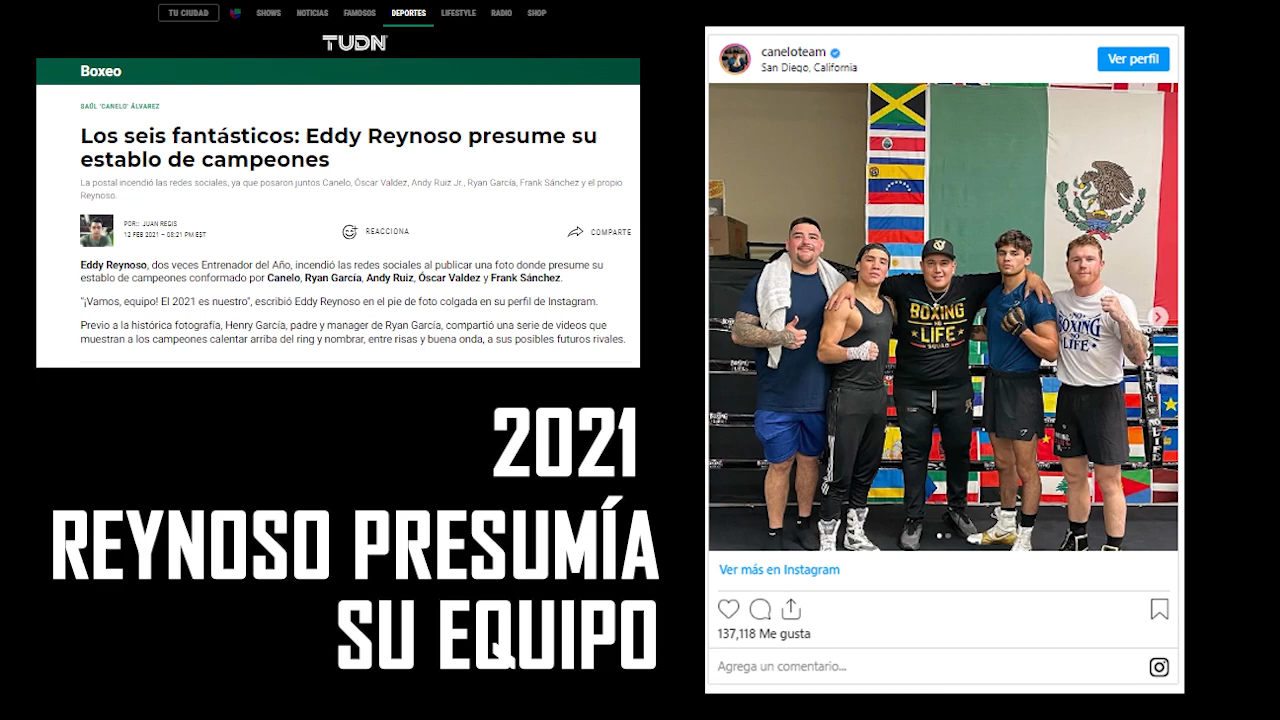 TU CIUDAD
SHOWS
NOTICIAS
FAMOSOS
DEPORTES
LIFESTYLE
RADIO
SHOP
TUDN
Boxeo
SAÚL 'CANELO' ÁLVAREZ
Los seis fantásticos: Eddy Reynoso presume su
establo de campeones
La postal incendió las redes sociales, ya que posaron juntos Canelo, Óscar Valdez, Andy Ruiz Jr., Ryan García, Frank Sánchez y el propio
Reynoso.
POR: JUAN REGIS
12 FEB 2021 – 08:21 PM EST
REACCIONA
COMPARTE
Eddy Reynoso, dos veces Entrenador del Año, incendió las redes sociales al publicar una foto donde presume su
establo de campeones conformado por Canelo, Ryan García, Andy Ruiz, Óscar Valdez y Frank Sánchez.
"¡Vamos, equipo! El 2021 es nuestro", escribió Eddy Reynoso en el pie de foto colgada en su perfil de Instagram.
Previo a la histórica fotografía, Henry García, padre y manager de Ryan García, compartió una serie de videos que
muestran a los campeones calentar arriba del ring y nombrar, entre risas y buena onda, a sus posibles futuros rivales.
2021
REYNOSO PRESUMÍA
SU EQUIPO
caneloteam
San Diego, California
Ver perfil
BOXING
NO
LIFE
SQUAD
NO
BOXING
NO
LIFE
Ver más en Instagram
137,118 Me gusta
Agrega un comentario...